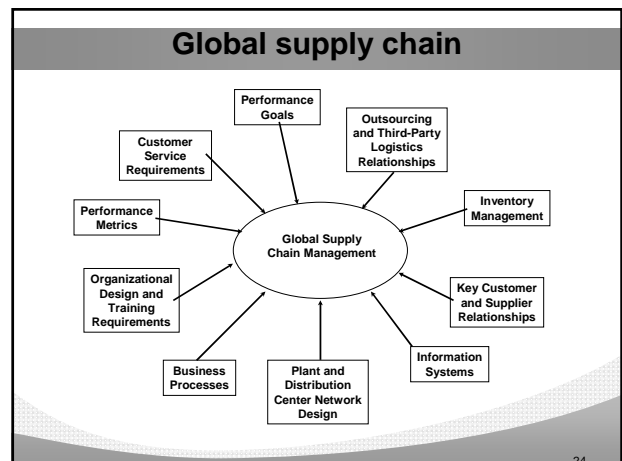 Global supply chain
Performance
Goals
Outsourcing
and Third-Party
Logistics
Relationships
Customer
Service
Requirements
Inventory
Management
Performance
Metrics
Global Supply
Chain Management
Organizational
Design and
Training
Requirements
Key Customer
and Supplier
Relationships
Business
Processes
Plant and
Distribution
Center Network
Design
Information
Systems
24